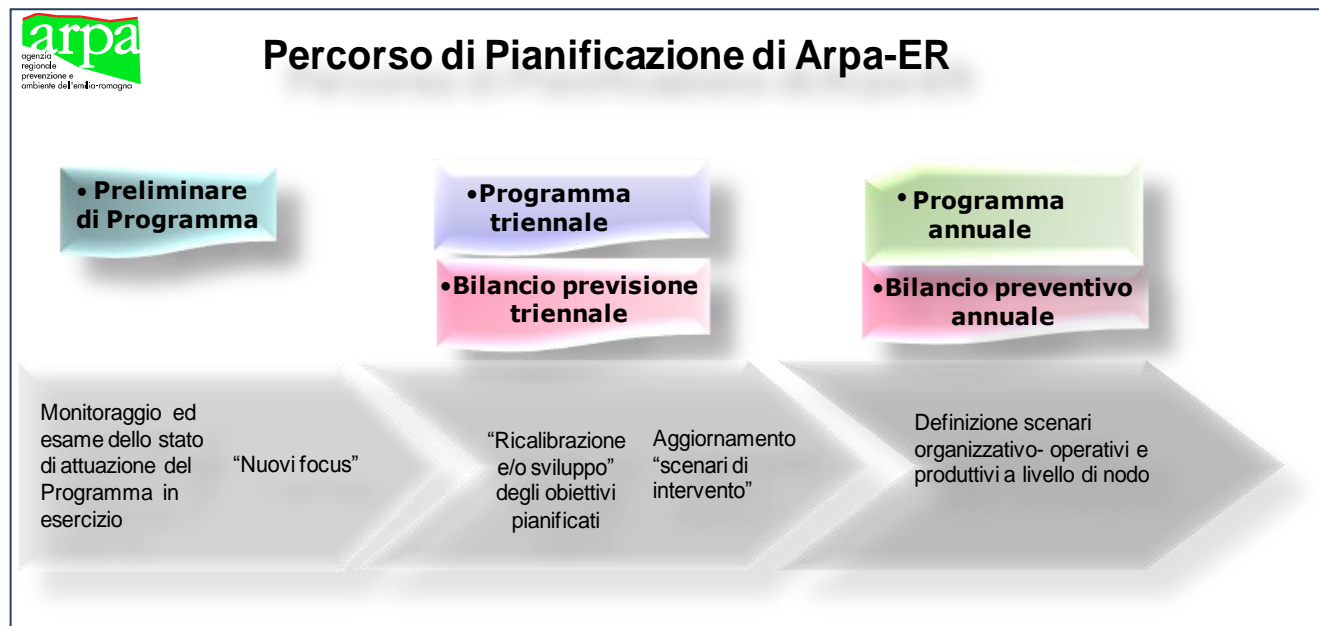 arpa
agenzia
regionale
prevenzione e
ambiente dell'emilia-romagna
Percorso di Pianificazione di Arpa-ER
• Preliminare
di Programma
•Programma
triennale
•Bilancio previsione
triennale
• Programma
annuale
•Bilancio preventivo
annuale
Monitoraggio ed
esame dello stato
di attuazione del
Programma in
esercizio
“Nuovi focus”
“Ricalibrazione
e/o sviluppo”
degli obiettivi
pianificati
Aggiornamento
“scenari di
intervento”
Definizione scenari
organizzativo- operativi e
produttivi a livello di nodo